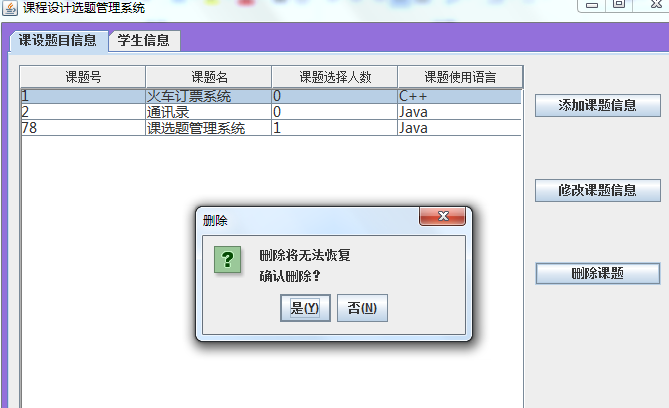 课程设计选题管理系统
课设题目信息 学生信息
课题号 课题名 课题选择人数 课题使用语言
1 火车订票系统 0 C++
2 通讯录 0 Java
78 课选题管理系统 1 Java
添加课题信息
修改课题信息
删除课题
删除
删除将无法恢复
确认删除?
是(Y) 否(N)